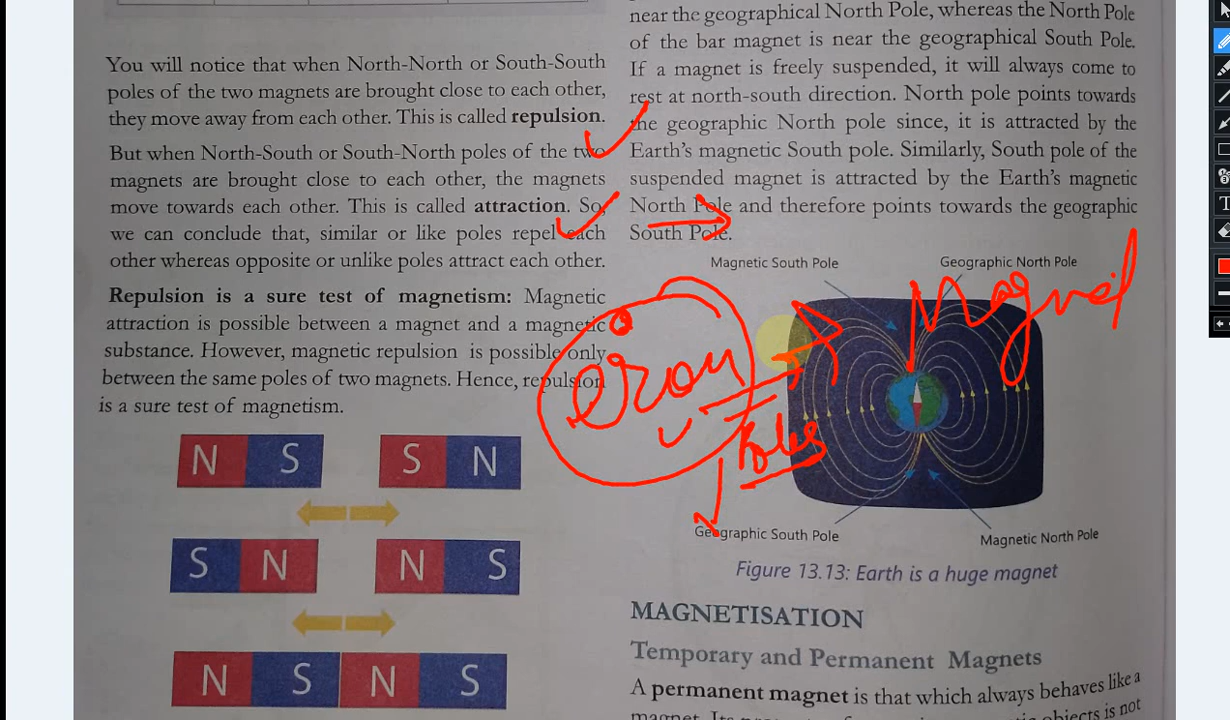 You will notice that when North-North or South-South
poles of the two magnets are brought close to each other,
they move away from each other. This is called repulsion.
But when North-South or South-North poles of the two
magnets are brought close to each other, the magnets
move towards each other. This is called attraction. So,
we can conclude that, similar or like poles repel each
other whereas opposite or unlike poles attract each other.
Repulsion is a sure test of magnetism: Magnetic
attraction is possible between a magnet and a magnetic
substance. However, magnetic repulsion is possible only
between the same poles of two magnets. Hence, repulsion
is a sure test of magnetism.
N S S N
S N N S
N S N S
near the geographical North Pole, whereas the North Pole
of the bar magnet is near the geographical South Pole.
If a magnet is freely suspended, it will always come to
rest at north-south direction. North pole points towards
the geographic North pole since, it is attracted by the
Earth's magnetic South pole. Similarly, South pole of the
suspended magnet is attracted by the Earth's magnetic
North Pole and therefore points towards the geographic
South Pole.
Magnetic South Pole
Geographic North Pole
Magnet
eron
Poles
Geographic South Pole
Magnetic North Pole
Figure 13.13: Earth is a huge magnet
MAGNETISATION
Temporary and Permanent Magnets
A permanent magnet is that which always behaves like a
objects is not